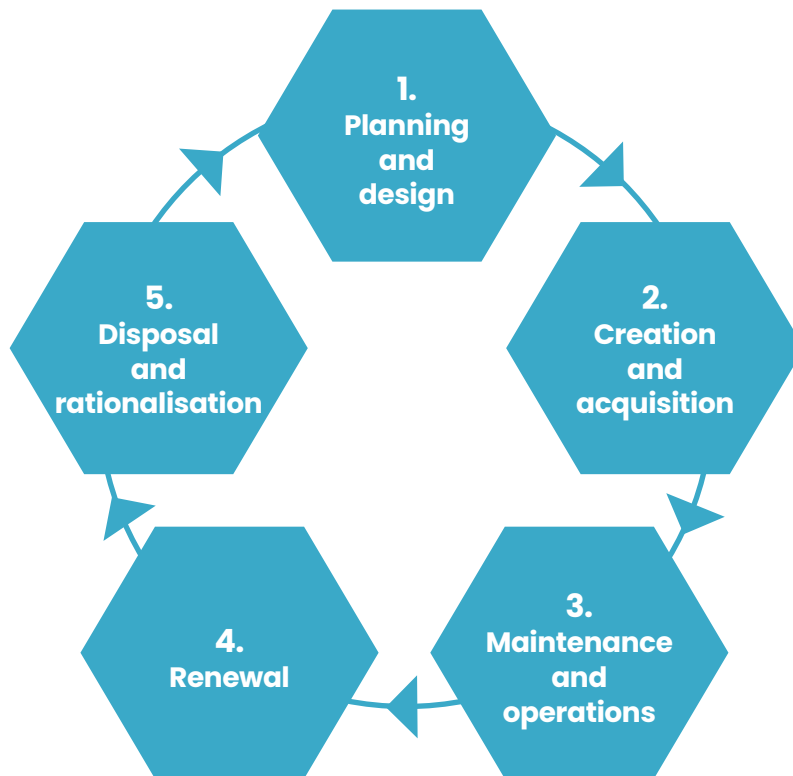 1.
Planning
and
design
2.
Creation
and
acquisition
3.
Maintenance
and
operations
4.
Renewal
5.
Disposal
and
rationalisation